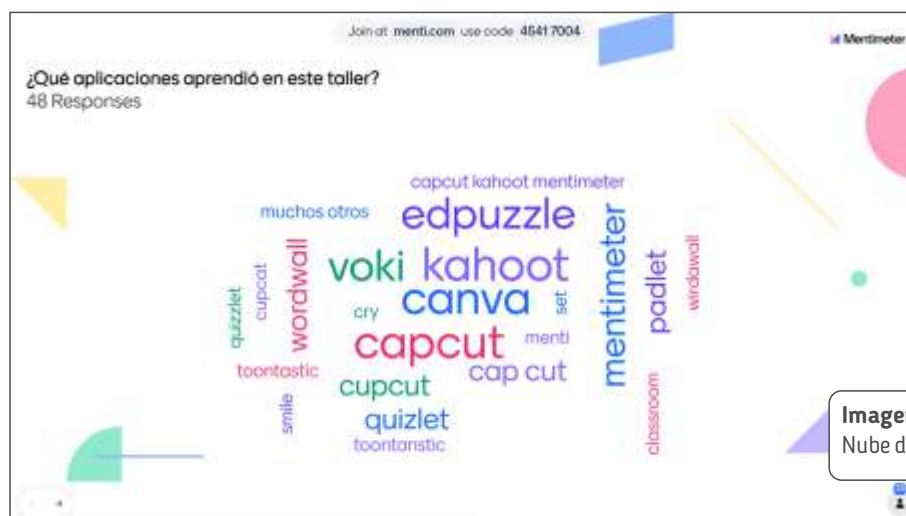 Join at menti.com use code 4541 7004
Mentimeter
¿Qué aplicaciones aprendió en este taller?
48 Responses
capcut kahoot mentimeter
muchos otros
edpuzzle
mentimeter
wordwall
voki
kahoot
padlet
wirdawall
quizzlet
cupcat
canva
set
cry
capcut
menti
toontastic
cap cut
cupcut
smile
quizlet
classroom
toontanstic
Imagen
Nube d